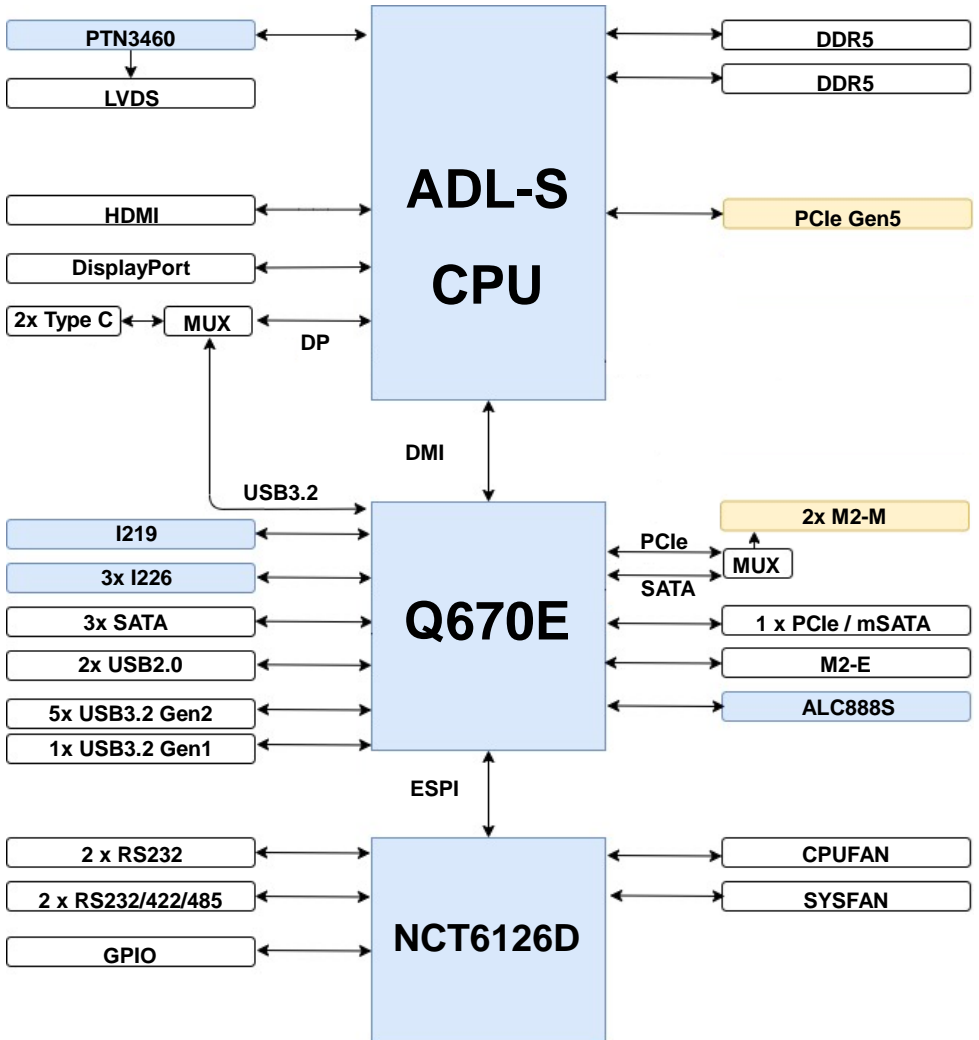 PTN3460
LVDS
HDMI
DisplayPort
2x Type C
MUX
DP
ADL-S
CPU
DDR5
DDR5
PCIe Gen5
DMI
USB3.2
I219
3x I226
3x SATA
2x USB2.0
5x USB3.2 Gen2
1x USB3.2 Gen1
Q670E
PCIe
SATA
MUX
2x M2-M
1 x PCIe / mSATA
M2-E
ALC888S
ESPI
2 x RS232
2 x RS232/422/485
GPIO
NCT6126D
CPUFAN
SYSFAN